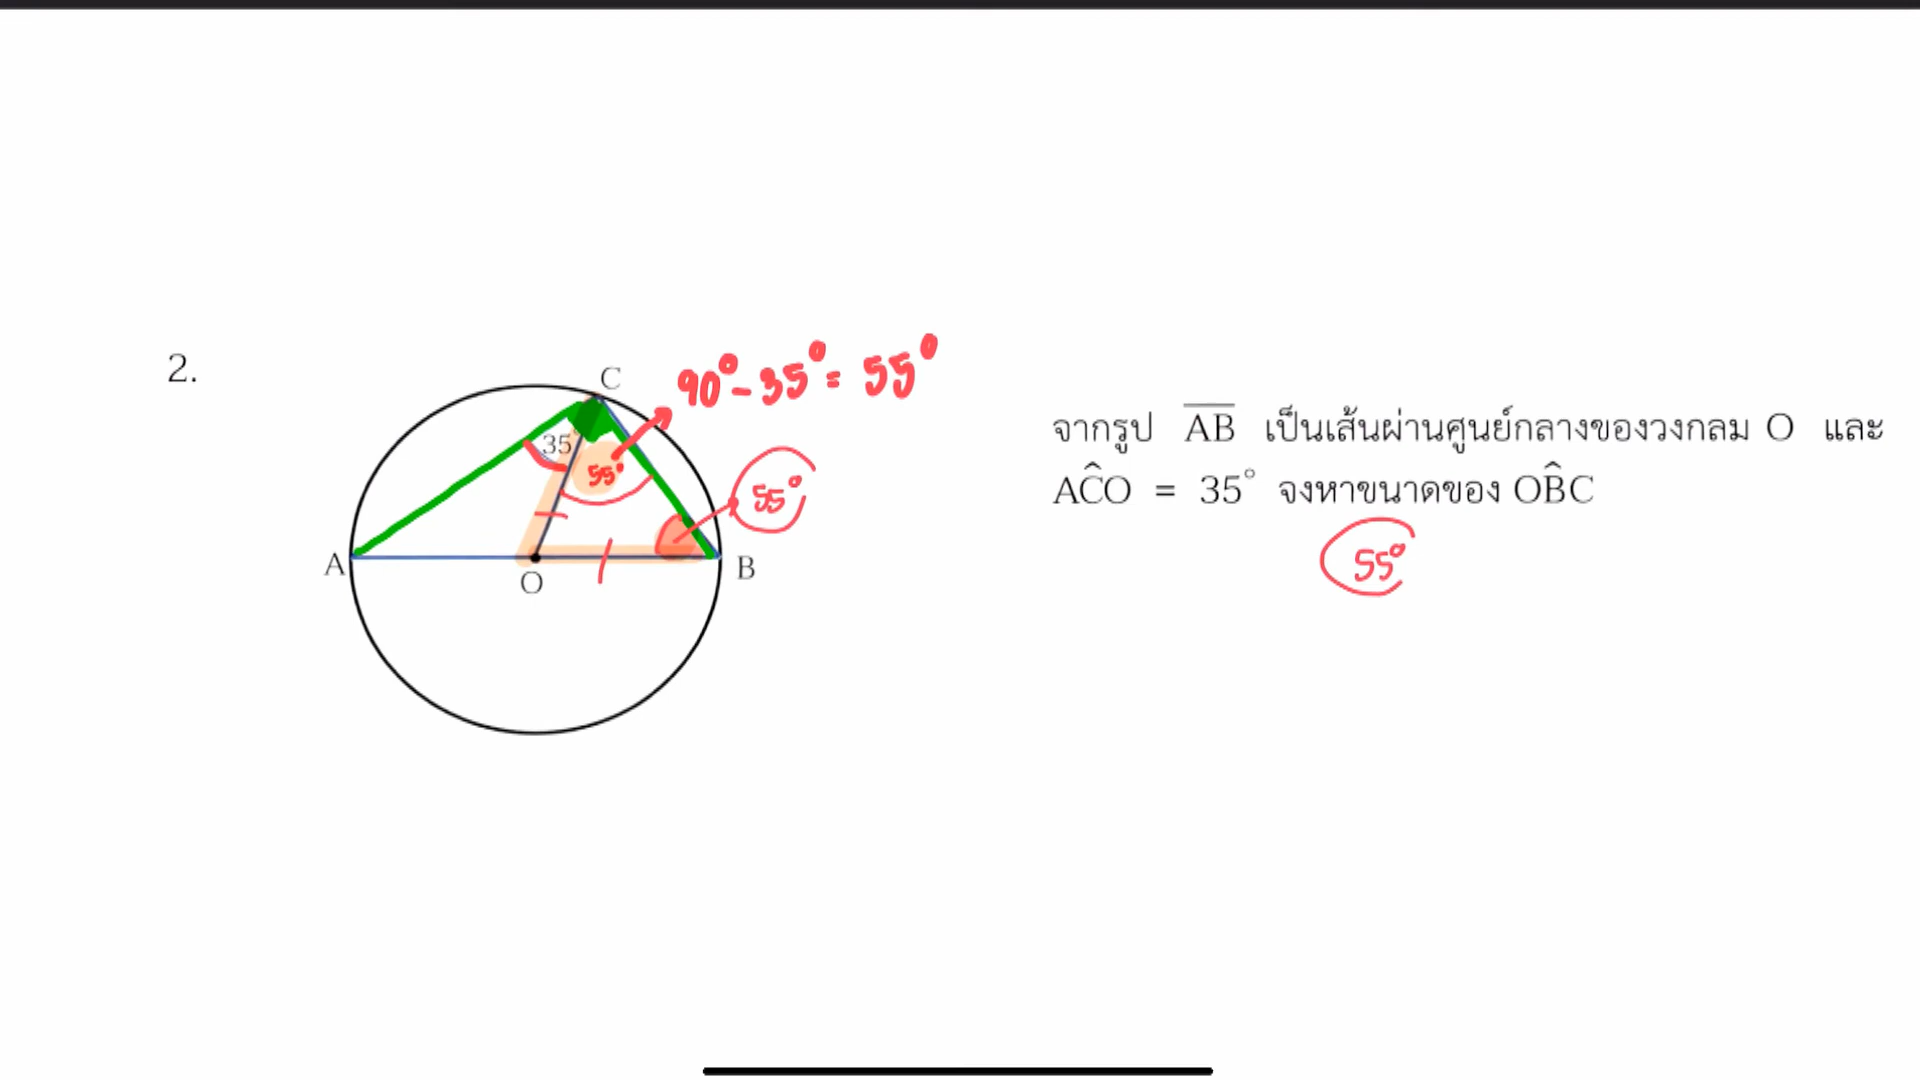 2.
C
90° - 35° = 55°
35°
55°
55°
A
O
B
จากรูป AB เป็นเส้นผ่านศูนย์กลางของวงกลม O และ
AĈO = 35° จงหาขนาดของ OB̂C
55°